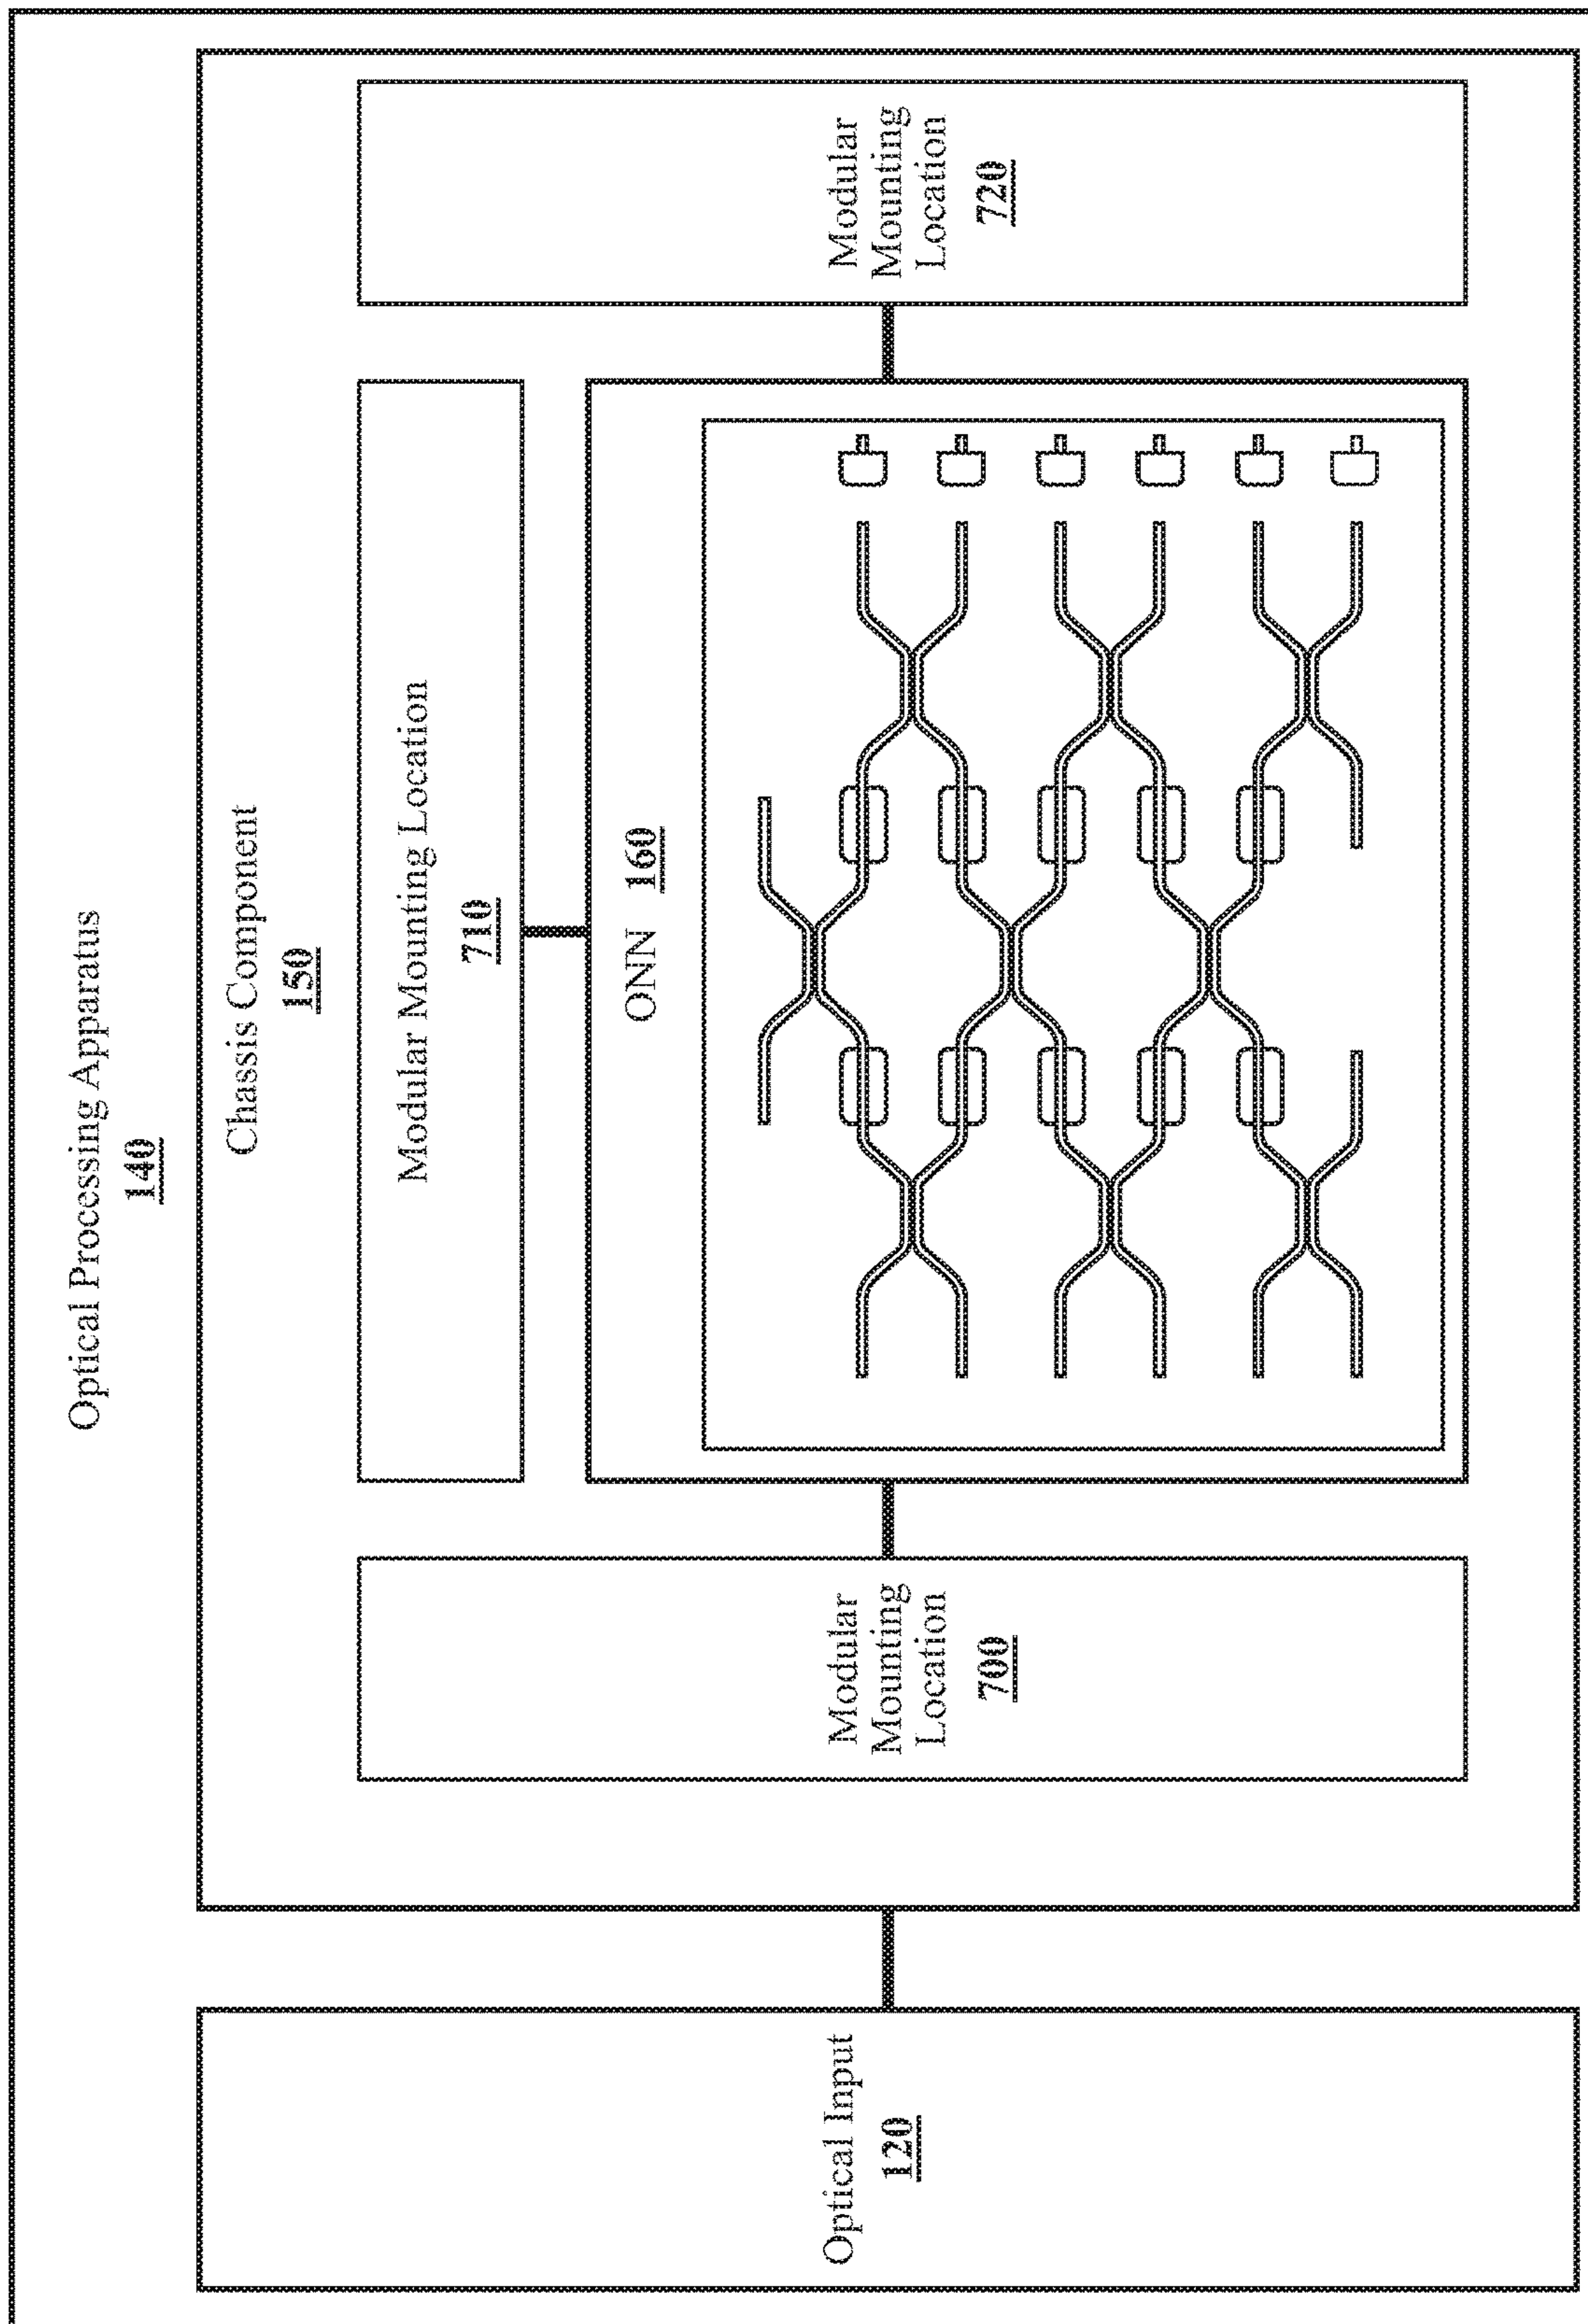 Optical Processing Apparatus
140
Chassis Component
150
Optical Input
120
Modular
Mounting
Location
700
Modular Mounting Location
710
ONN 160
Modular
Mounting
Location
720